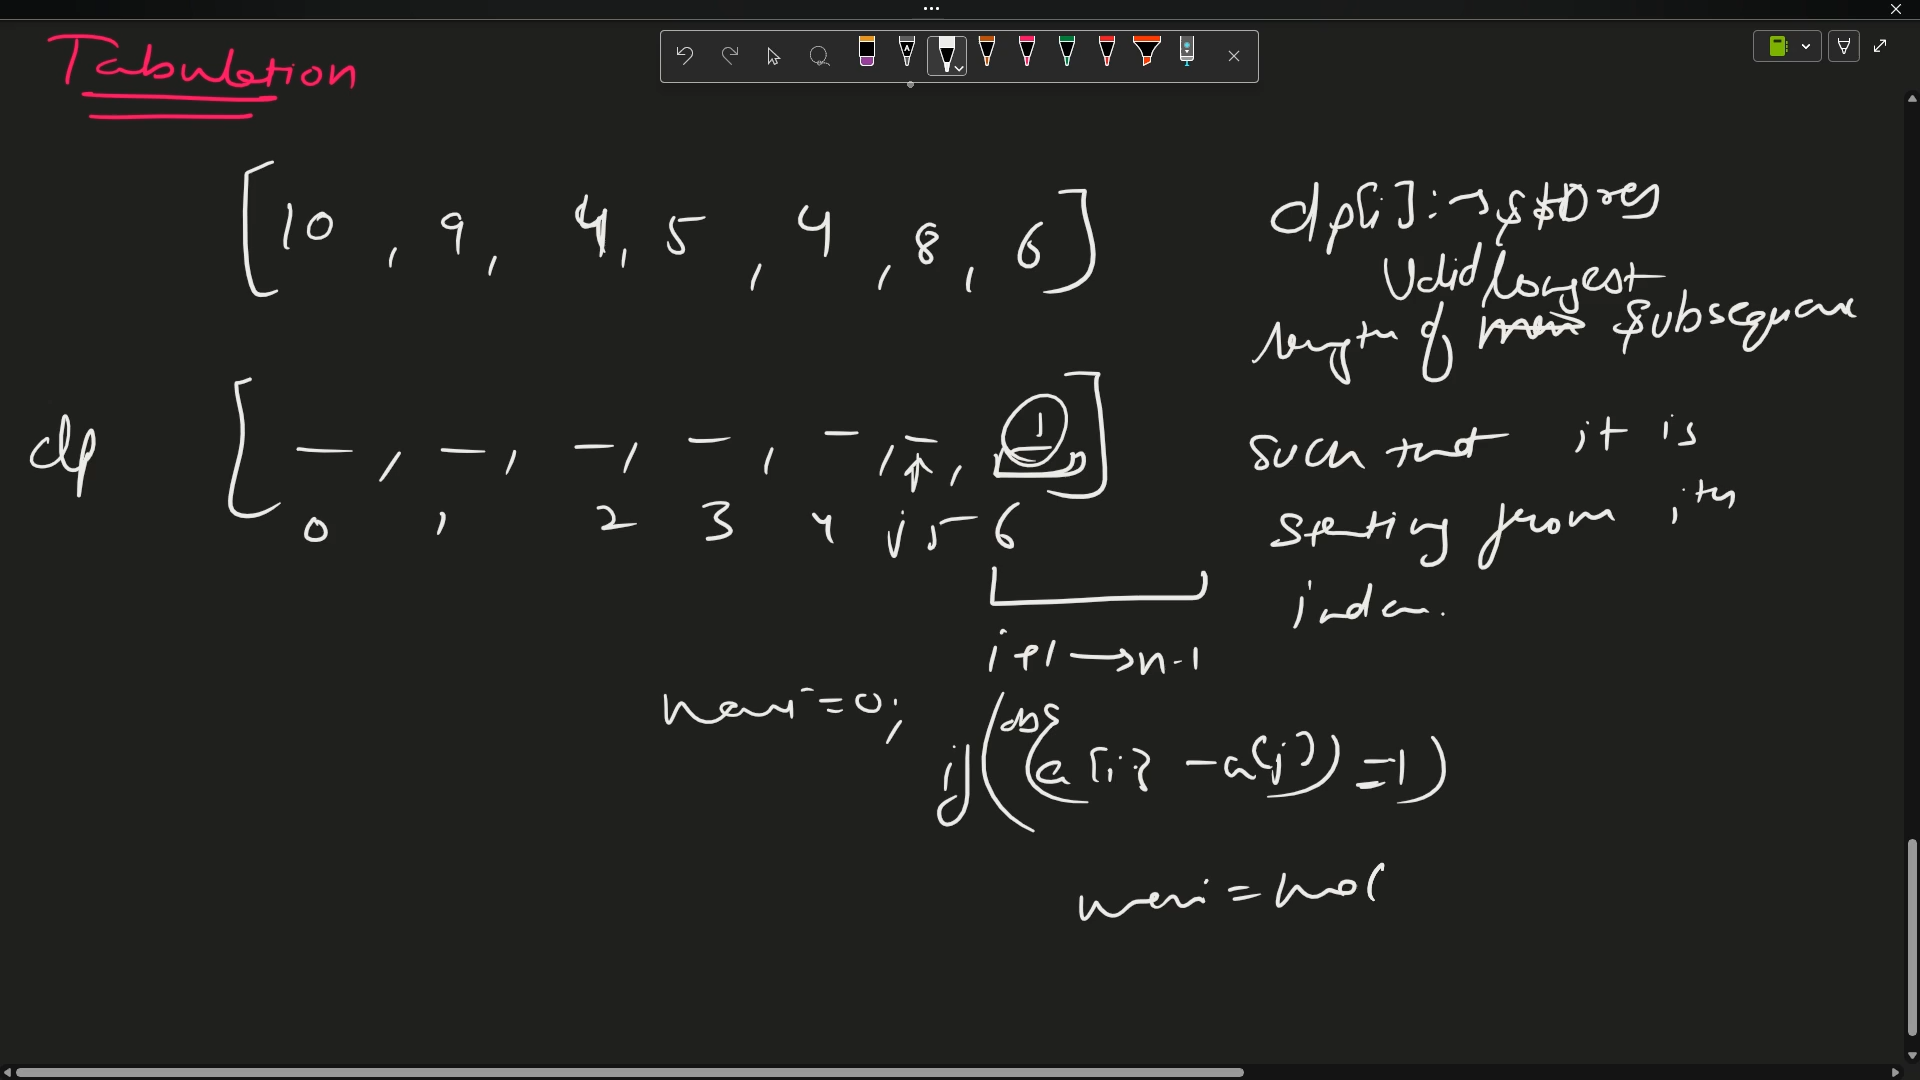 Tabulation
[10, 9, 4, 5, 4, 8, 6]
dp[i] :→ stores
Valid longest
length of subsequence
dp [_, _, _, _, _, _, 1]
0 1 2 3 4 j 5 6
such that it is
starting from ith
index.
i+1 → n-1
maxi = 0;
if(abs(a[i] - a[j]) = 1)
maxi = max(